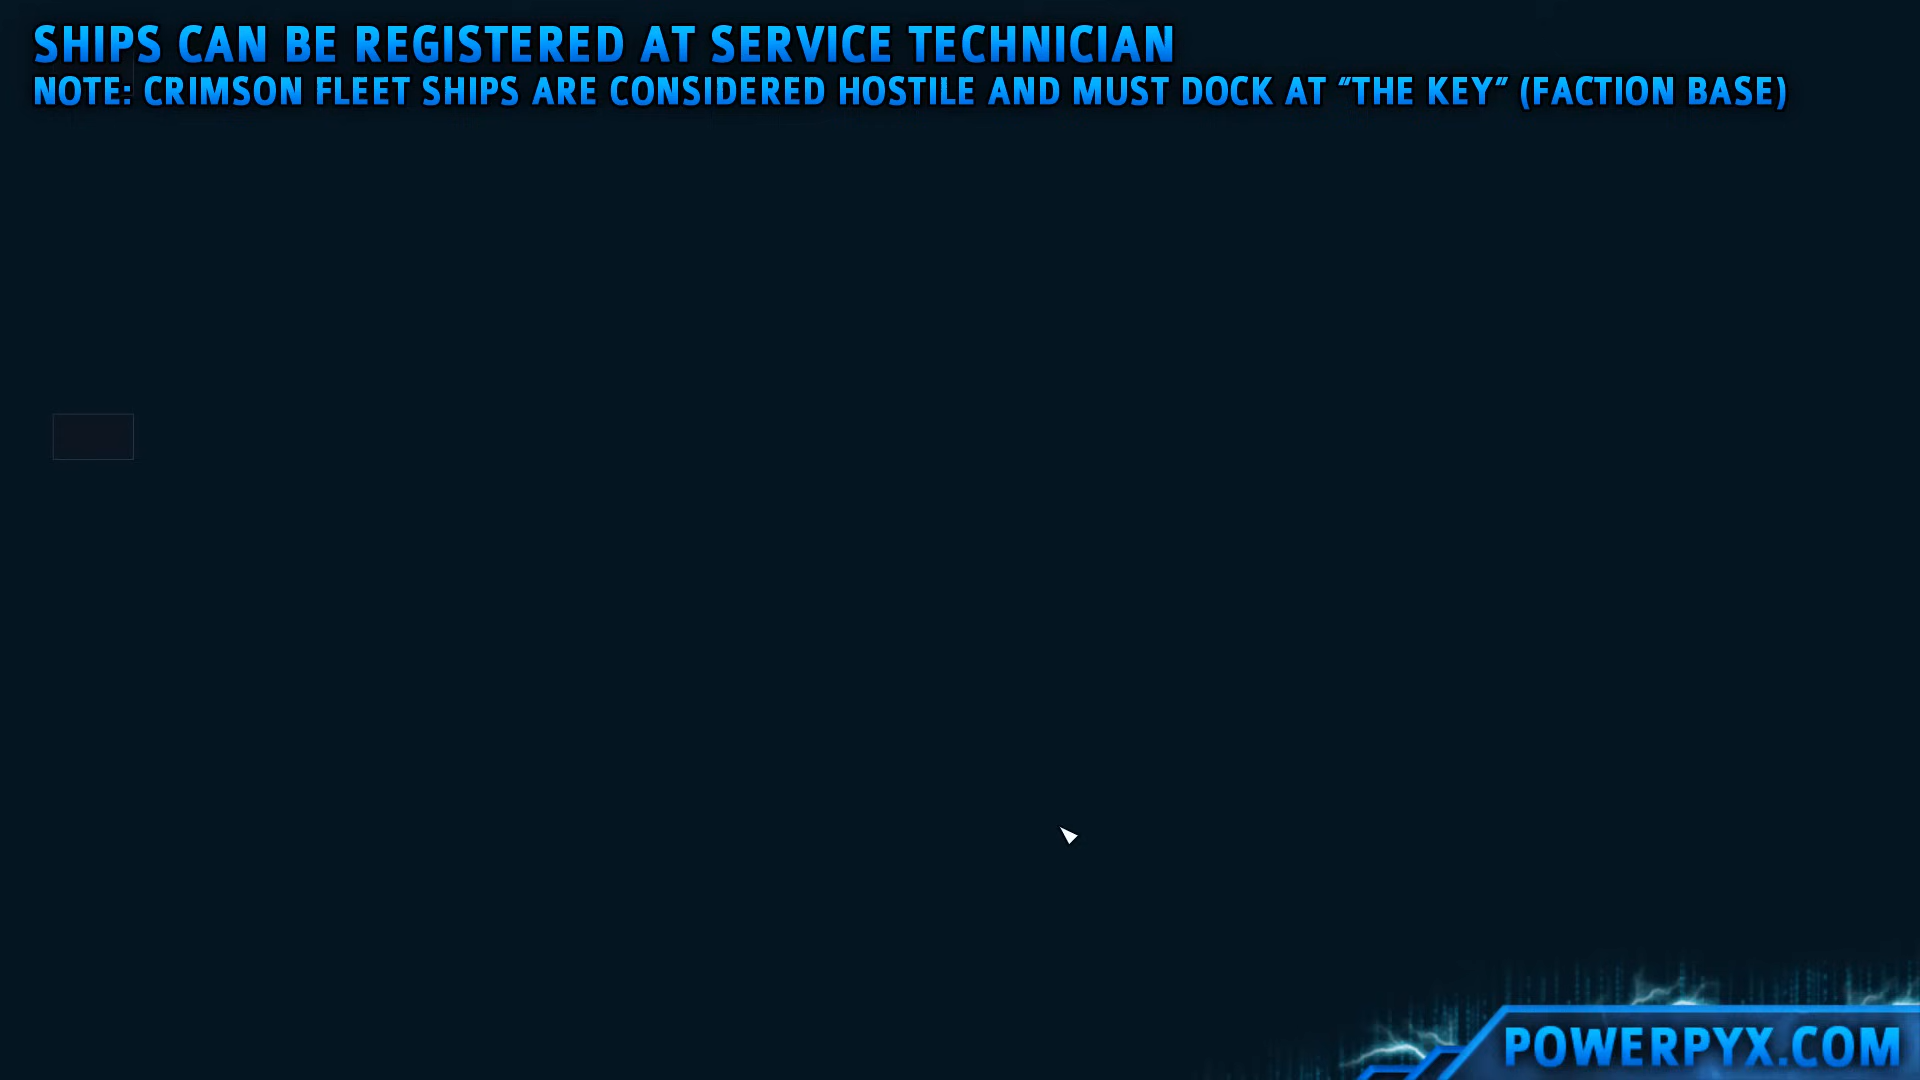 SHIPS CAN BE REGISTERED AT SERVICE TECHNICIAN
NOTE: CRIMSON FLEET SHIPS ARE CONSIDERED HOSTILE AND MUST DOCK AT “THE KEY” (FACTION BASE)
POWERPYX.COM